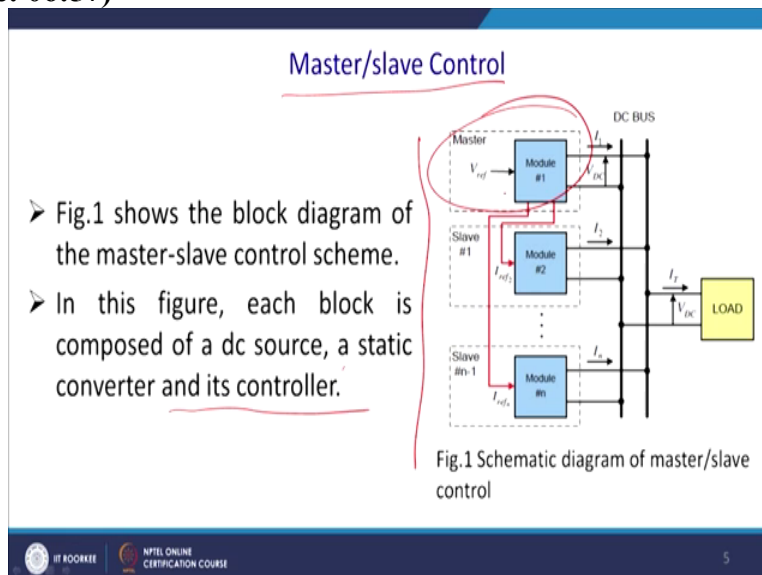 Master/slave Control
➢ Fig.1 shows the block diagram of
the master-slave control scheme.
➢ In this figure, each block is
composed of a dc source, a static
converter and its controller.
DC BUS
Master
V_ref
Module
#1
I_1
V_DC
Slave
#1
I_ref2
Module
#2
I_2
Slave
#n-1
I_refn
Module
#n
I_n
I_T
V_DC
LOAD
Fig.1 Schematic diagram of master/slave
control
IIT ROORKEE
NPTEL ONLINE
CERTIFICATION COURSE
5